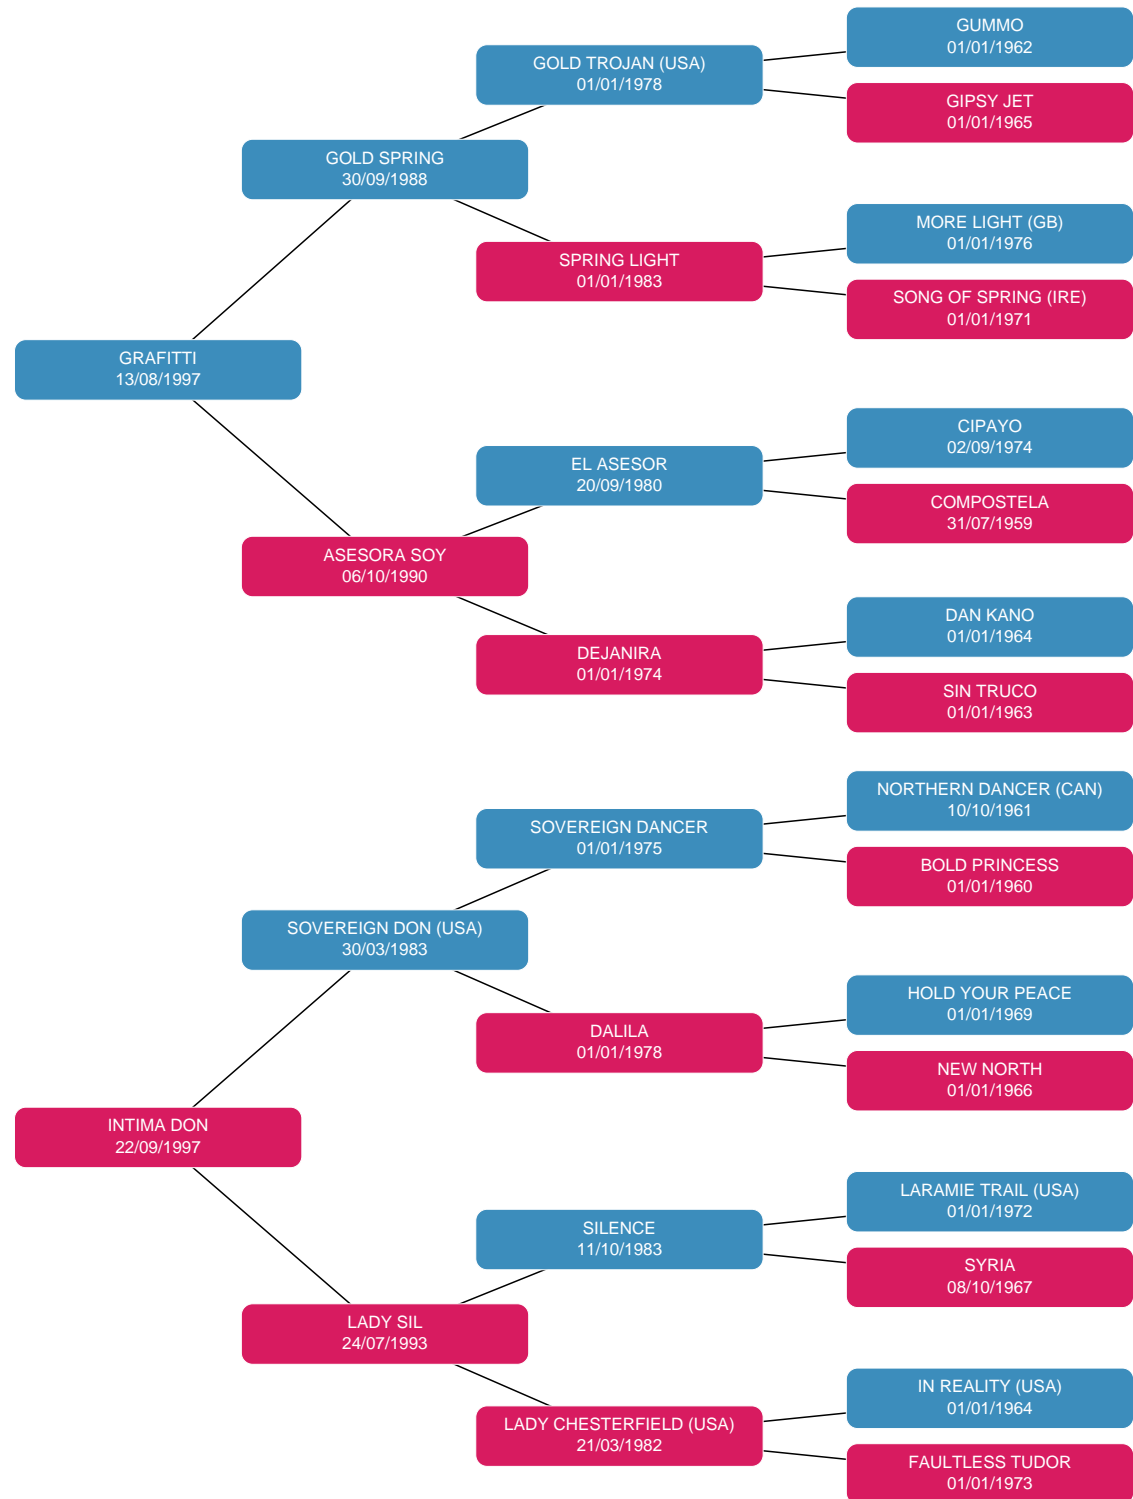 GUMMO
01/01/1962
GOLD TROJAN (USA)
01/01/1978
GIPSY JET
01/01/1965
GOLD SPRING
30/09/1988
MORE LIGHT (GB)
01/01/1976
SPRING LIGHT
01/01/1983
SONG OF SPRING (IRE)
01/01/1971
GRAFITTI
13/08/1997
CIPAYO
02/09/1974
EL ASESOR
20/09/1980
COMPOSTELA
31/07/1959
ASESORA SOY
06/10/1990
DAN KANO
01/01/1964
DEJANIRA
01/01/1974
SIN TRUCO
01/01/1963
NORTHERN DANCER (CAN)
10/10/1961
SOVEREIGN DANCER
01/01/1975
BOLD PRINCESS
01/01/1960
SOVEREIGN DON (USA)
30/03/1983
HOLD YOUR PEACE
01/01/1969
DALILA
01/01/1978
NEW NORTH
01/01/1966
INTIMA DON
22/09/1997
LARAMIE TRAIL (USA)
01/01/1972
SILENCE
11/10/1983
SYRIA
08/10/1967
LADY SIL
24/07/1993
IN REALITY (USA)
01/01/1964
LADY CHESTERFIELD (USA)
21/03/1982
FAULTLESS TUDOR
01/01/1973